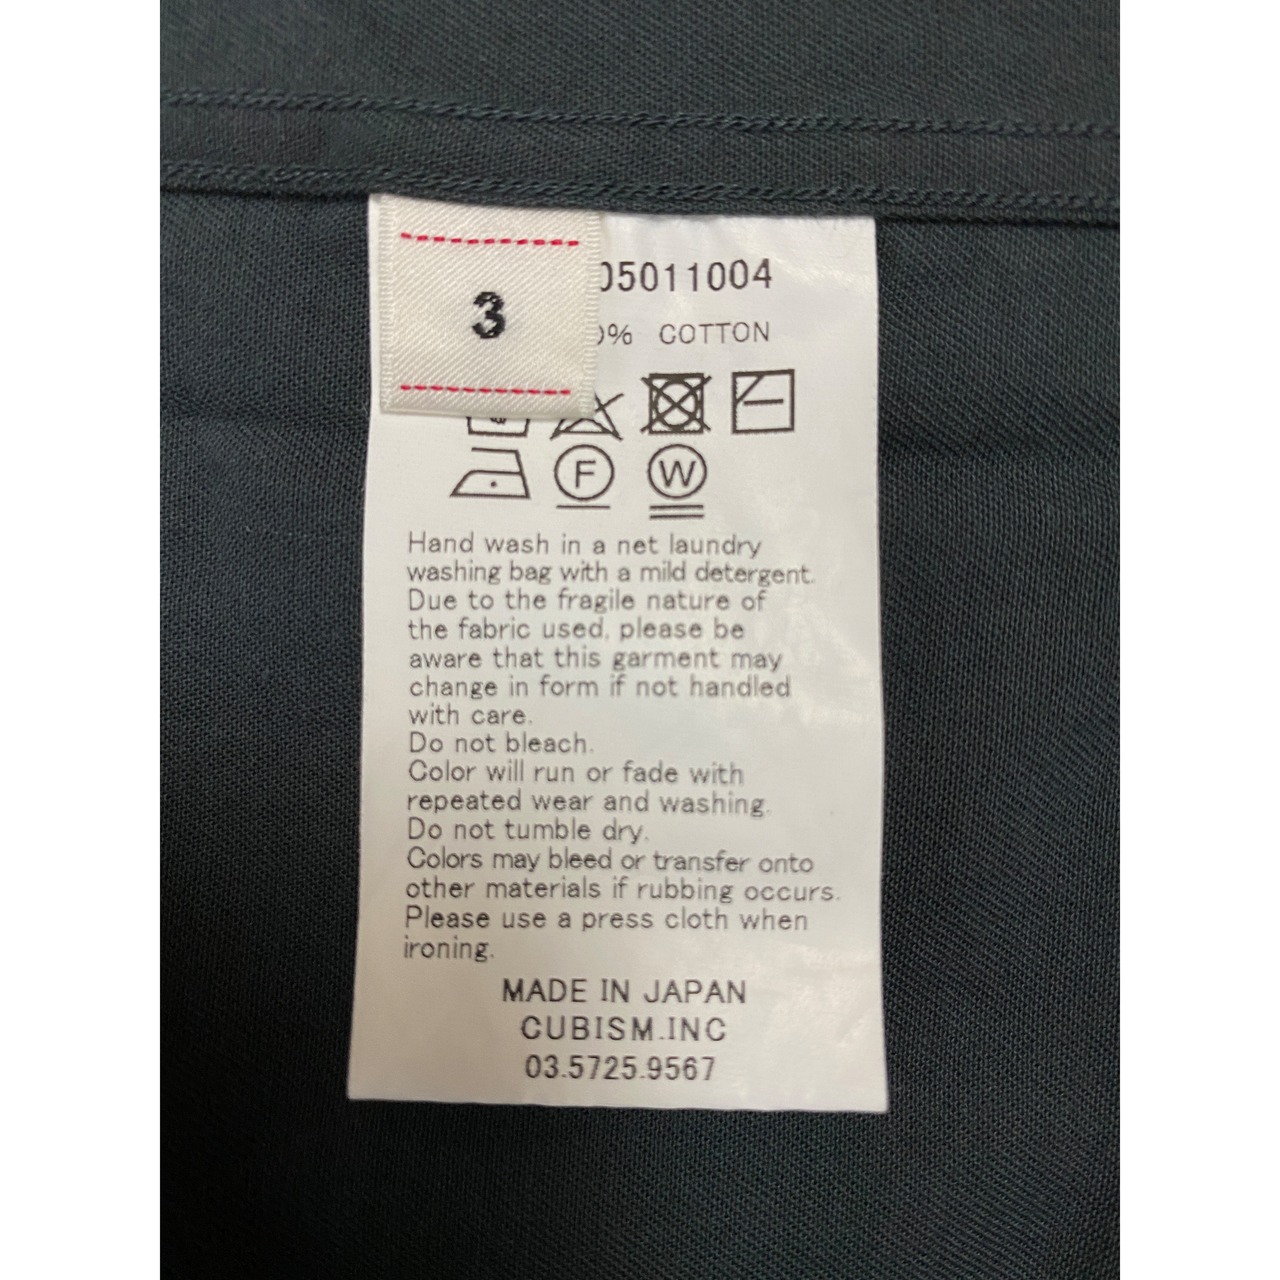 3
05011004
0% COTTON
F
W
Hand wash in a net laundry
washing bag with a mild detergent.
Due to the fragile nature of
the fabric used, please be
aware that this garment may
change in form if not handled
with care.
Do not bleach.
Color will run or fade with
repeated wear and washing.
Do not tumble dry.
Colors may bleed or transfer onto
other materials if rubbing occurs.
Please use a press cloth when
ironing.
MADE IN JAPAN
CUBISM.INC
03.5725.9567